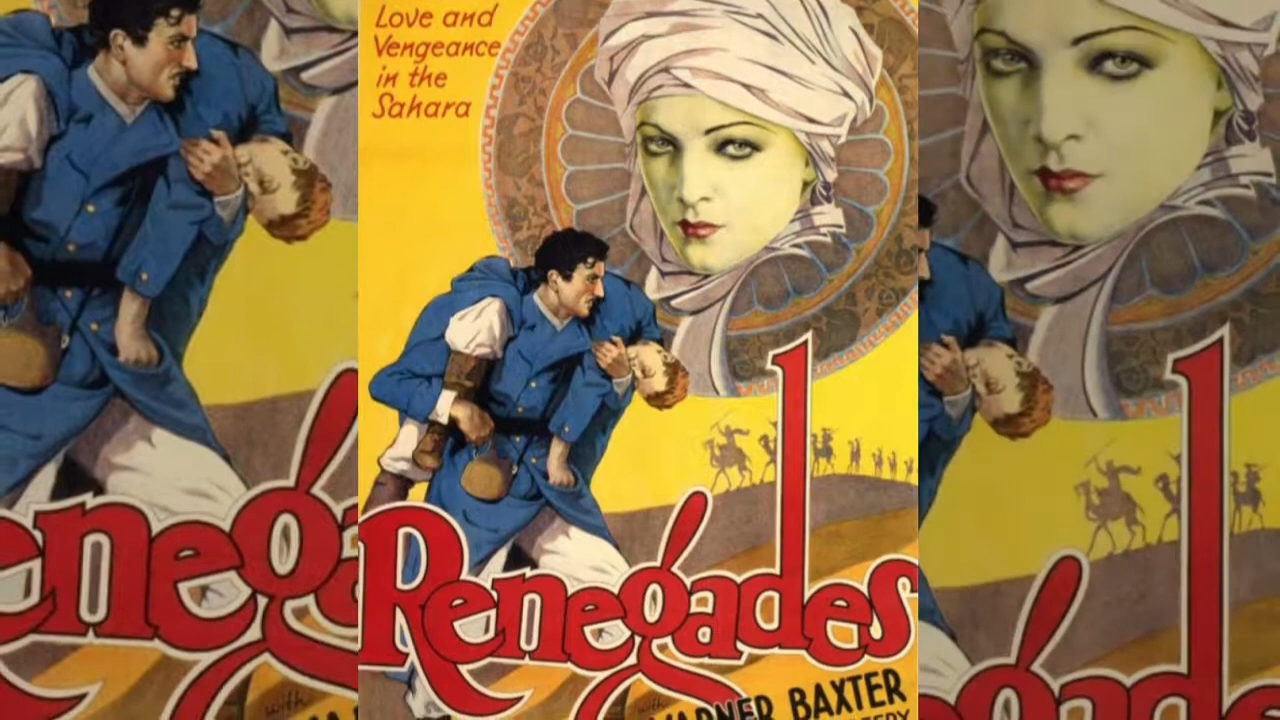 Love and
Vengeance
in the
Sahara
Renegades
with
WARNER BAXTER